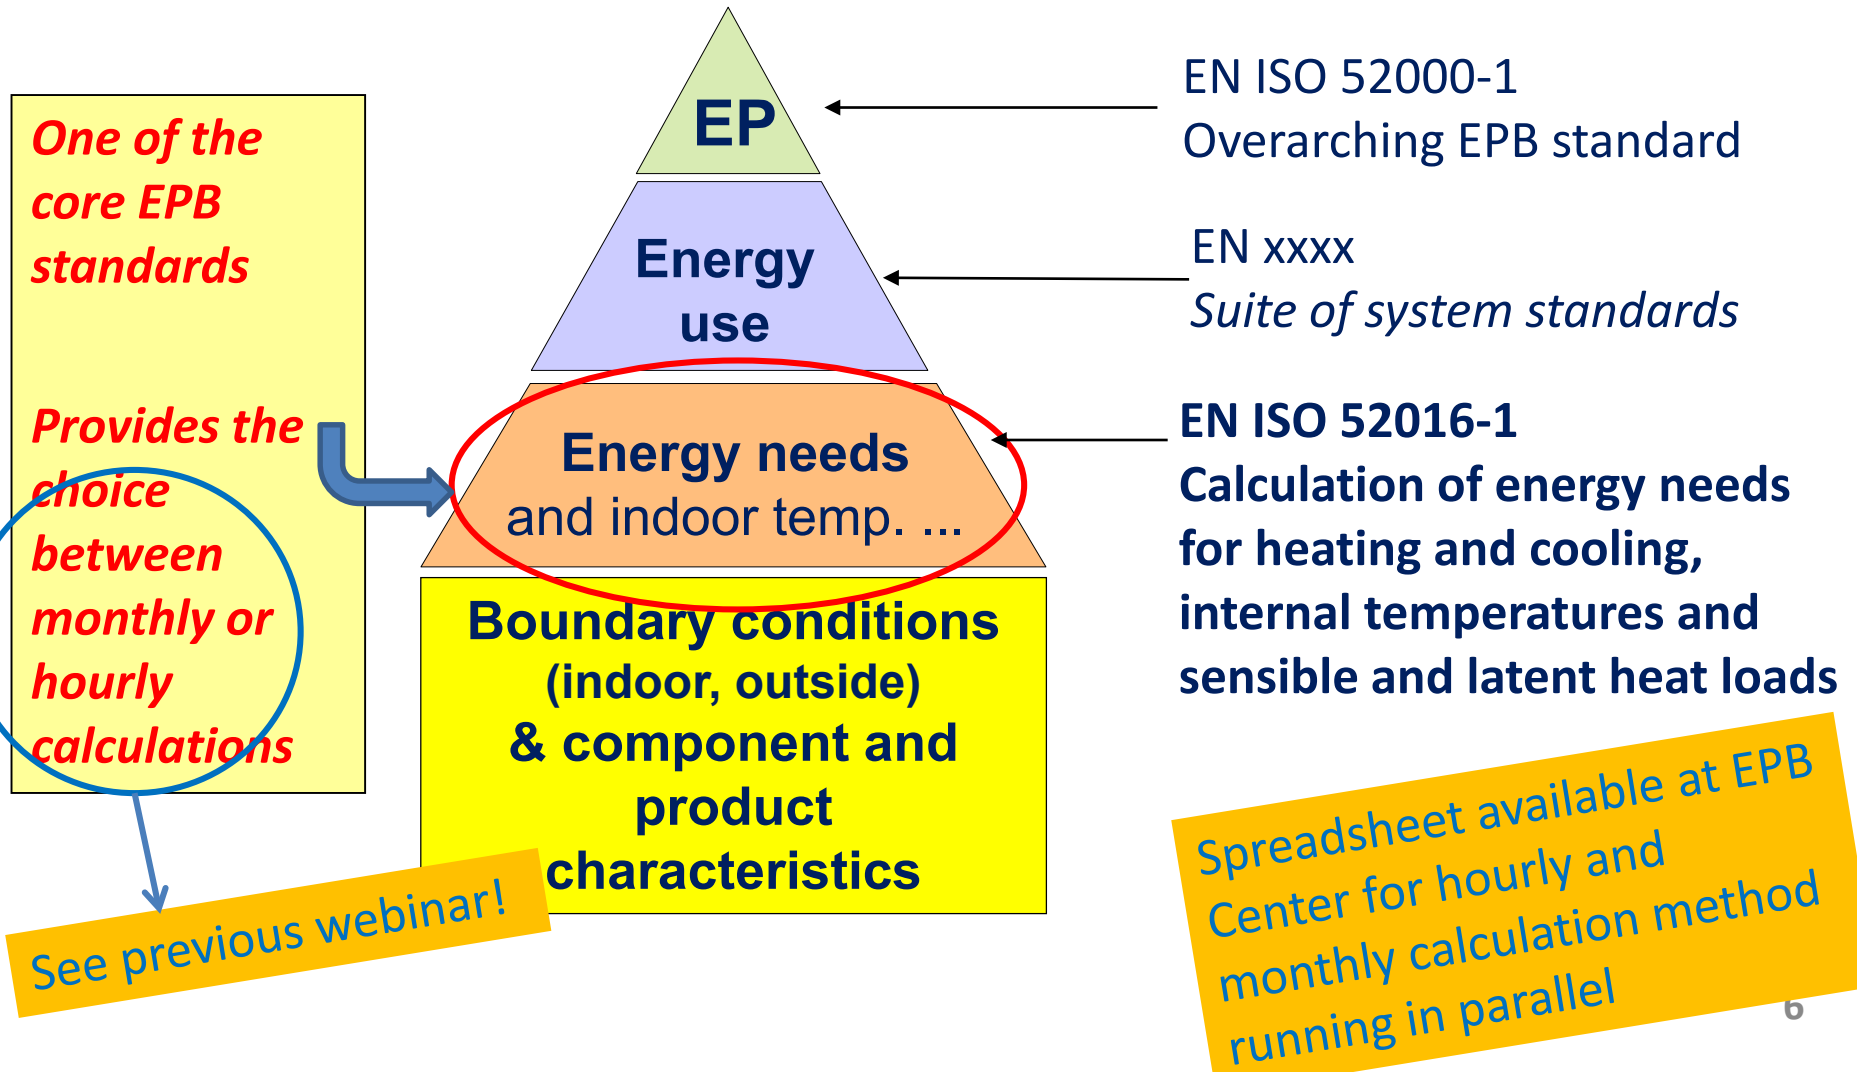 One of the
core EPB
standards
Provides the
choice
between
monthly or
hourly
calculations
See previous webinar!
EP
Energy
use
Energy needs
and indoor temp. ...
Boundary conditions
(indoor, outside)
& component and
product
characteristics
EN ISO 52000-1
Overarching EPB standard
EN xxxx
Suite of system standards
EN ISO 52016-1
Calculation of energy needs
for heating and cooling,
internal temperatures and
sensible and latent heat loads
Spreadsheet available at EPB
Center for hourly and
monthly calculation method
running in parallel
6